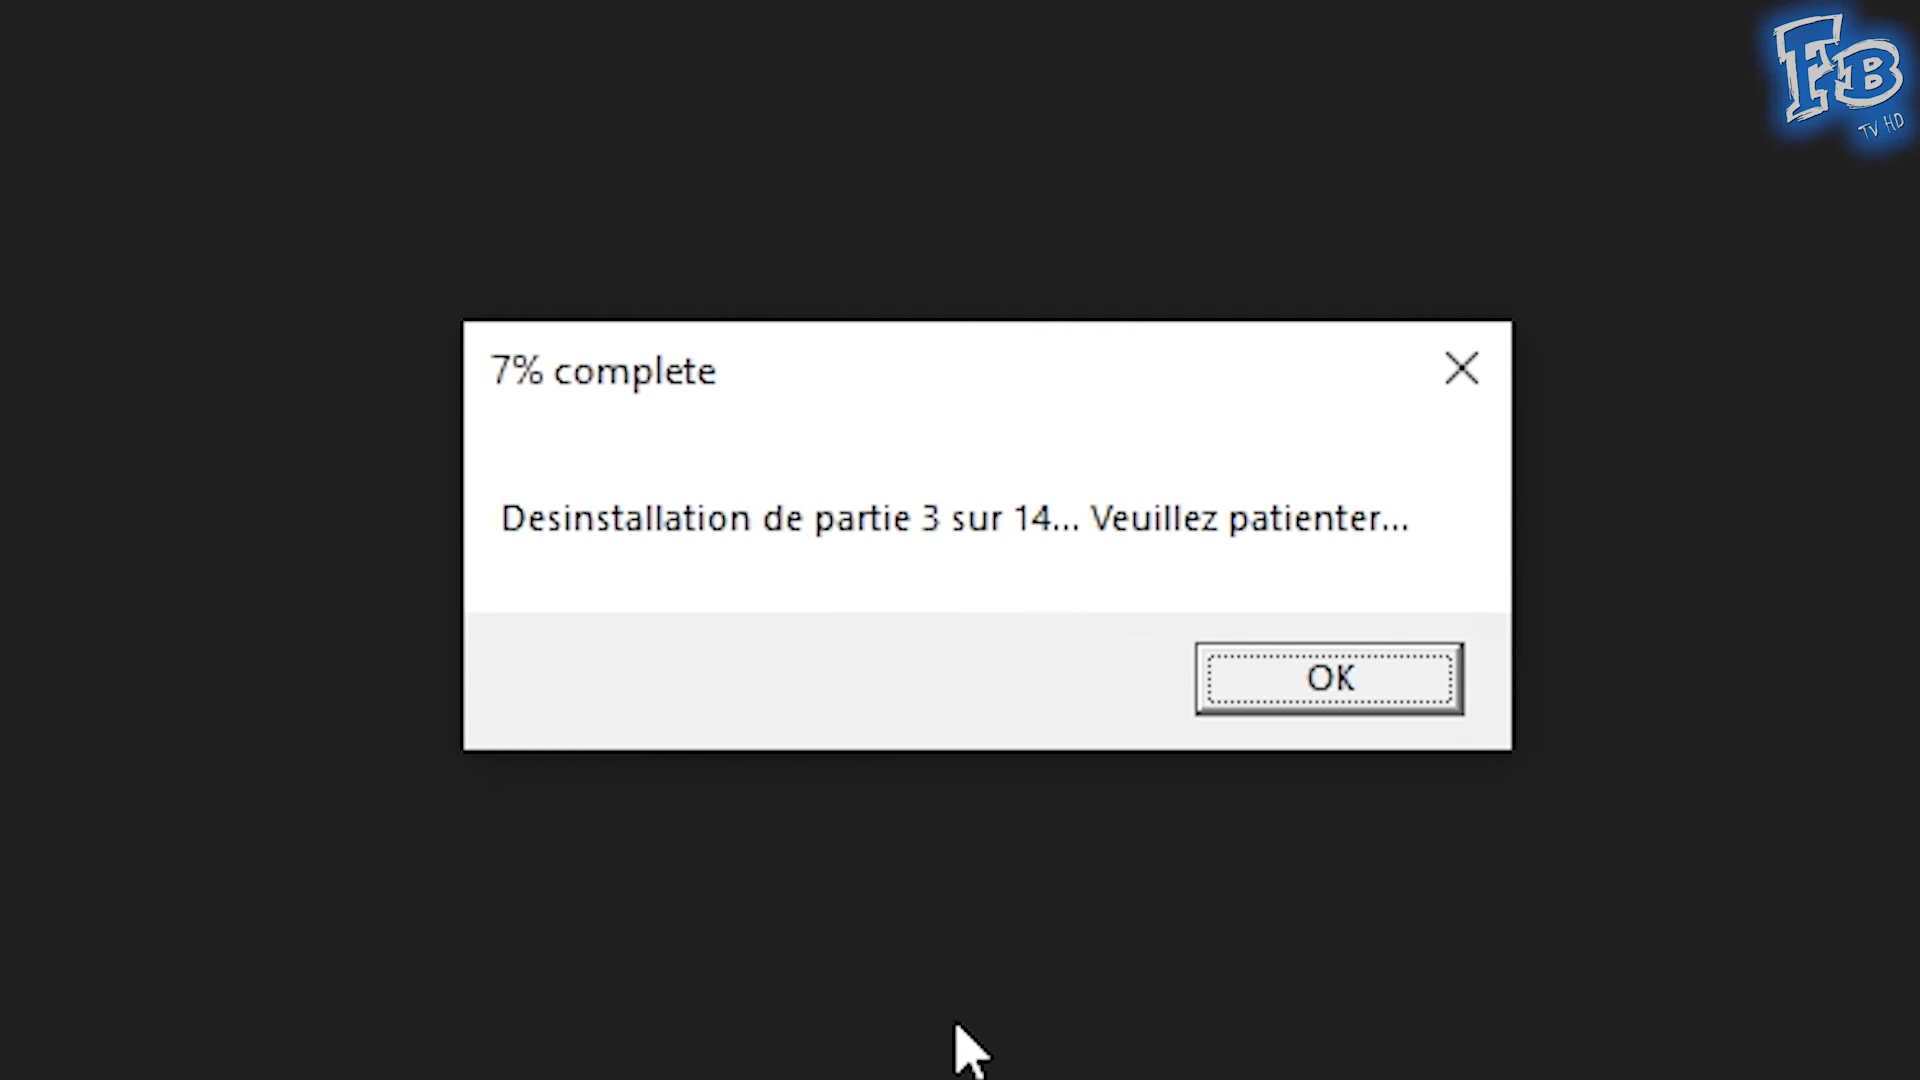 FB
TV HD
7% complete
Desinstallation de partie 3 sur 14... Veuillez patienter...
OK